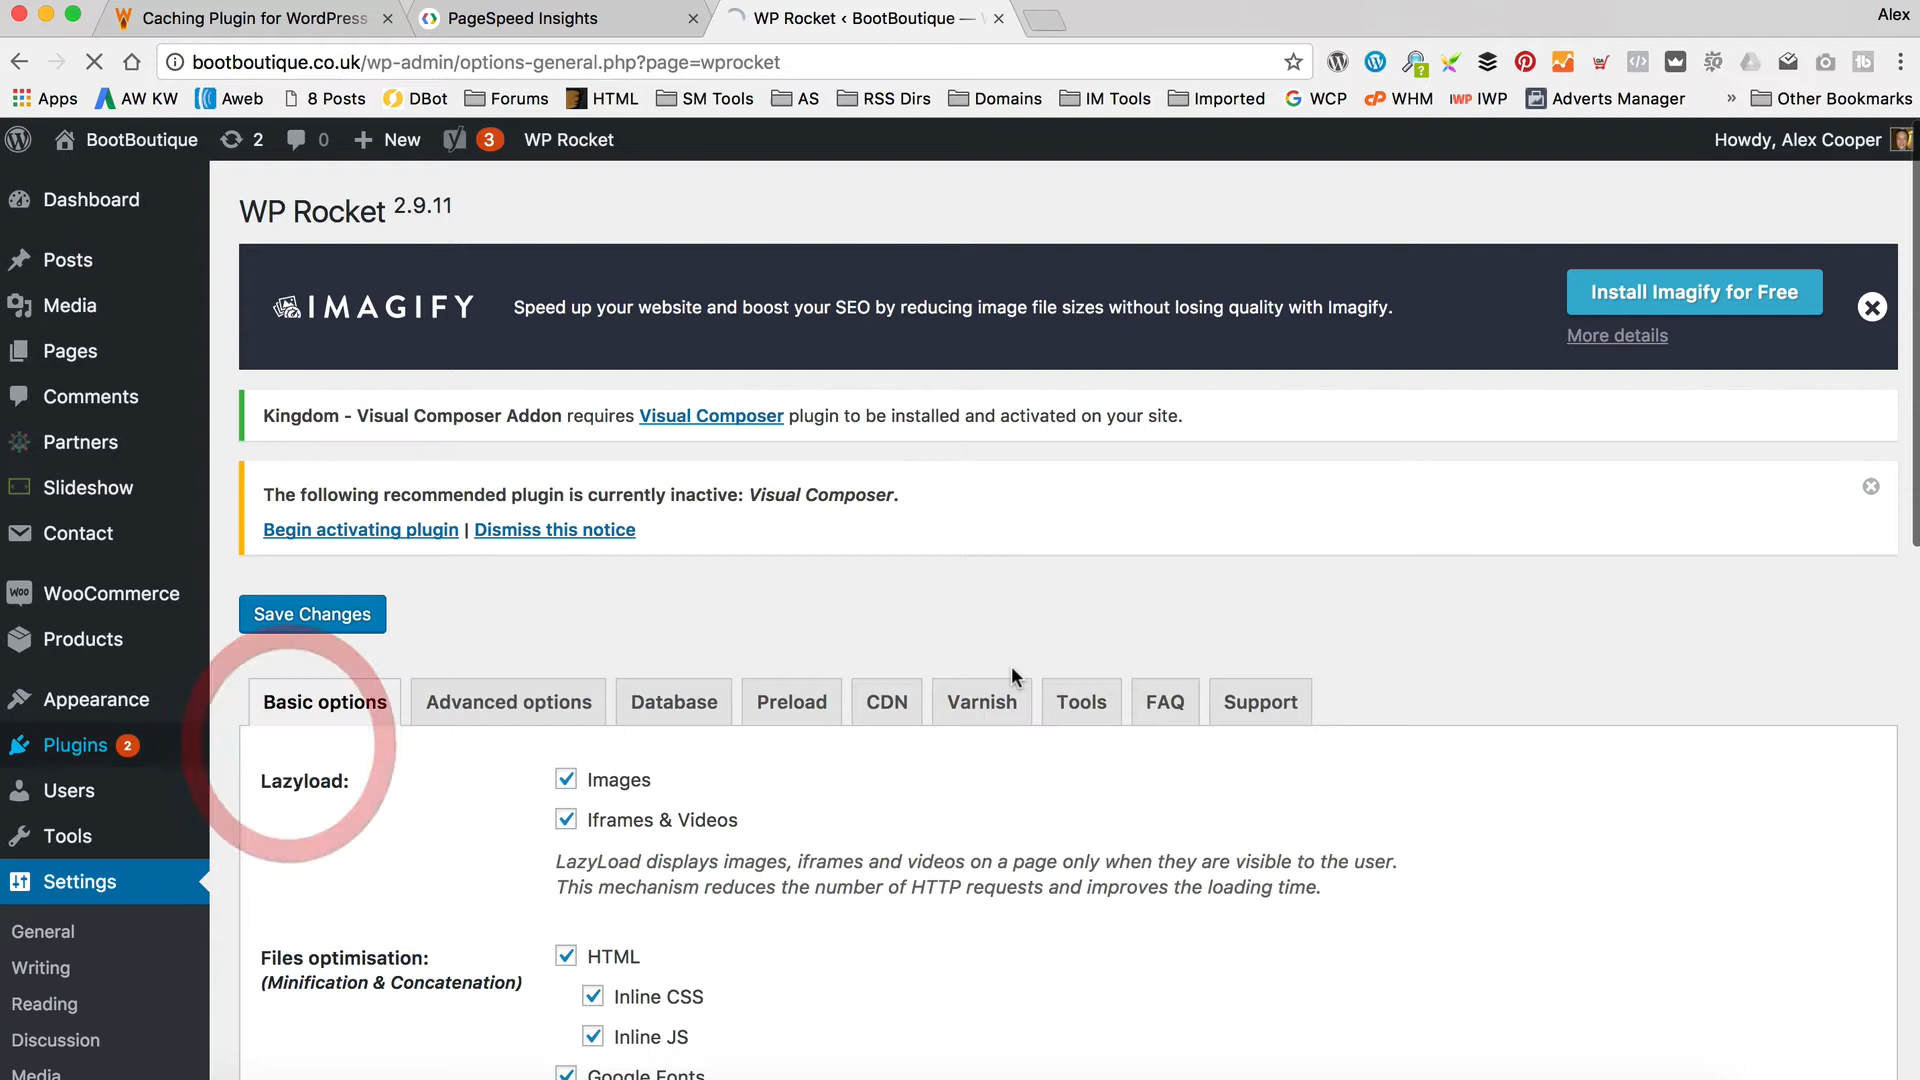 Caching Plugin for WordPress
PageSpeed Insights
WP Rocket ‹ BootBoutique —
Alex
bootboutique.co.uk/wp-admin/options-general.php?page=wprocket
Apps AW KW Aweb 8 Posts DBot Forums HTML SM Tools AS RSS Dirs Domains IM Tools Imported WCP WHM IWP IWP Adverts Manager » Other Bookmarks
BootBoutique 2 0 New 3 WP Rocket Howdy, Alex Cooper
Dashboard
Posts
Media
Pages
Comments
Partners
Slideshow
Contact
WooCommerce
Products
Appearance
Plugins 2
Users
Tools
Settings
General
Writing
Reading
Discussion
Media
WP Rocket 2.9.11
IMAGIFY
Speed up your website and boost your SEO by reducing image file sizes without losing quality with Imagify.
Install Imagify for Free
More details
Kingdom - Visual Composer Addon requires Visual Composer plugin to be installed and activated on your site.
The following recommended plugin is currently inactive: Visual Composer.
Begin activating plugin | Dismiss this notice
Save Changes
Basic options Advanced options Database Preload CDN Varnish Tools FAQ Support
Lazyload:
Images
Iframes & Videos
LazyLoad displays images, iframes and videos on a page only when they are visible to the user.
This mechanism reduces the number of HTTP requests and improves the loading time.
Files optimisation:
(Minification & Concatenation)
HTML
Inline CSS
Inline JS
Google Fonts